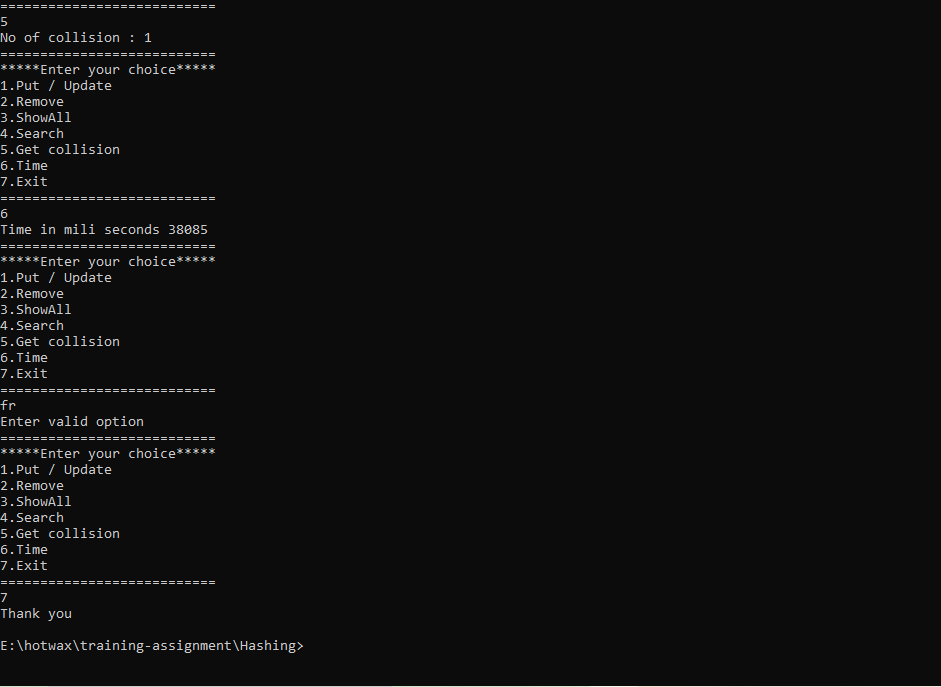 ===========================
5
No of collision : 1
===========================
*****Enter your choice*****
1.Put / Update
2.Remove
3.ShowAll
4.Search
5.Get collision
6.Time
7.Exit
===========================
6
Time in mili seconds 38085
===========================
*****Enter your choice*****
1.Put / Update
2.Remove
3.ShowAll
4.Search
5.Get collision
6.Time
7.Exit
===========================
fr
Enter valid option
===========================
*****Enter your choice*****
1.Put / Update
2.Remove
3.ShowAll
4.Search
5.Get collision
6.Time
7.Exit
===========================
7
Thank you
E:\hotwax\training-assignment\Hashing>